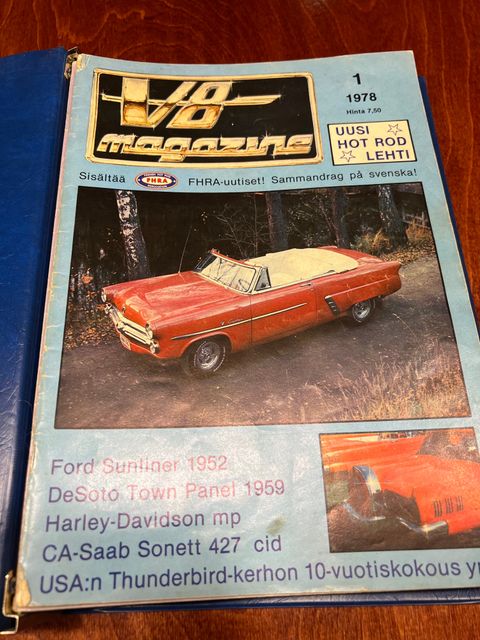 V8
magazine
1
1978
Hinta 7,50
UUSI
HOT ROD
LEHTI
Sisältää FHRA FHRA-uutiset! Sammandrag på svenska!
Ford Sunliner 1952
DeSoto Town Panel 1959
Harley-Davidson mp
CA-Saab Sonett 427 cid
USA:n Thunderbird-kerhon 10-vuotiskokous